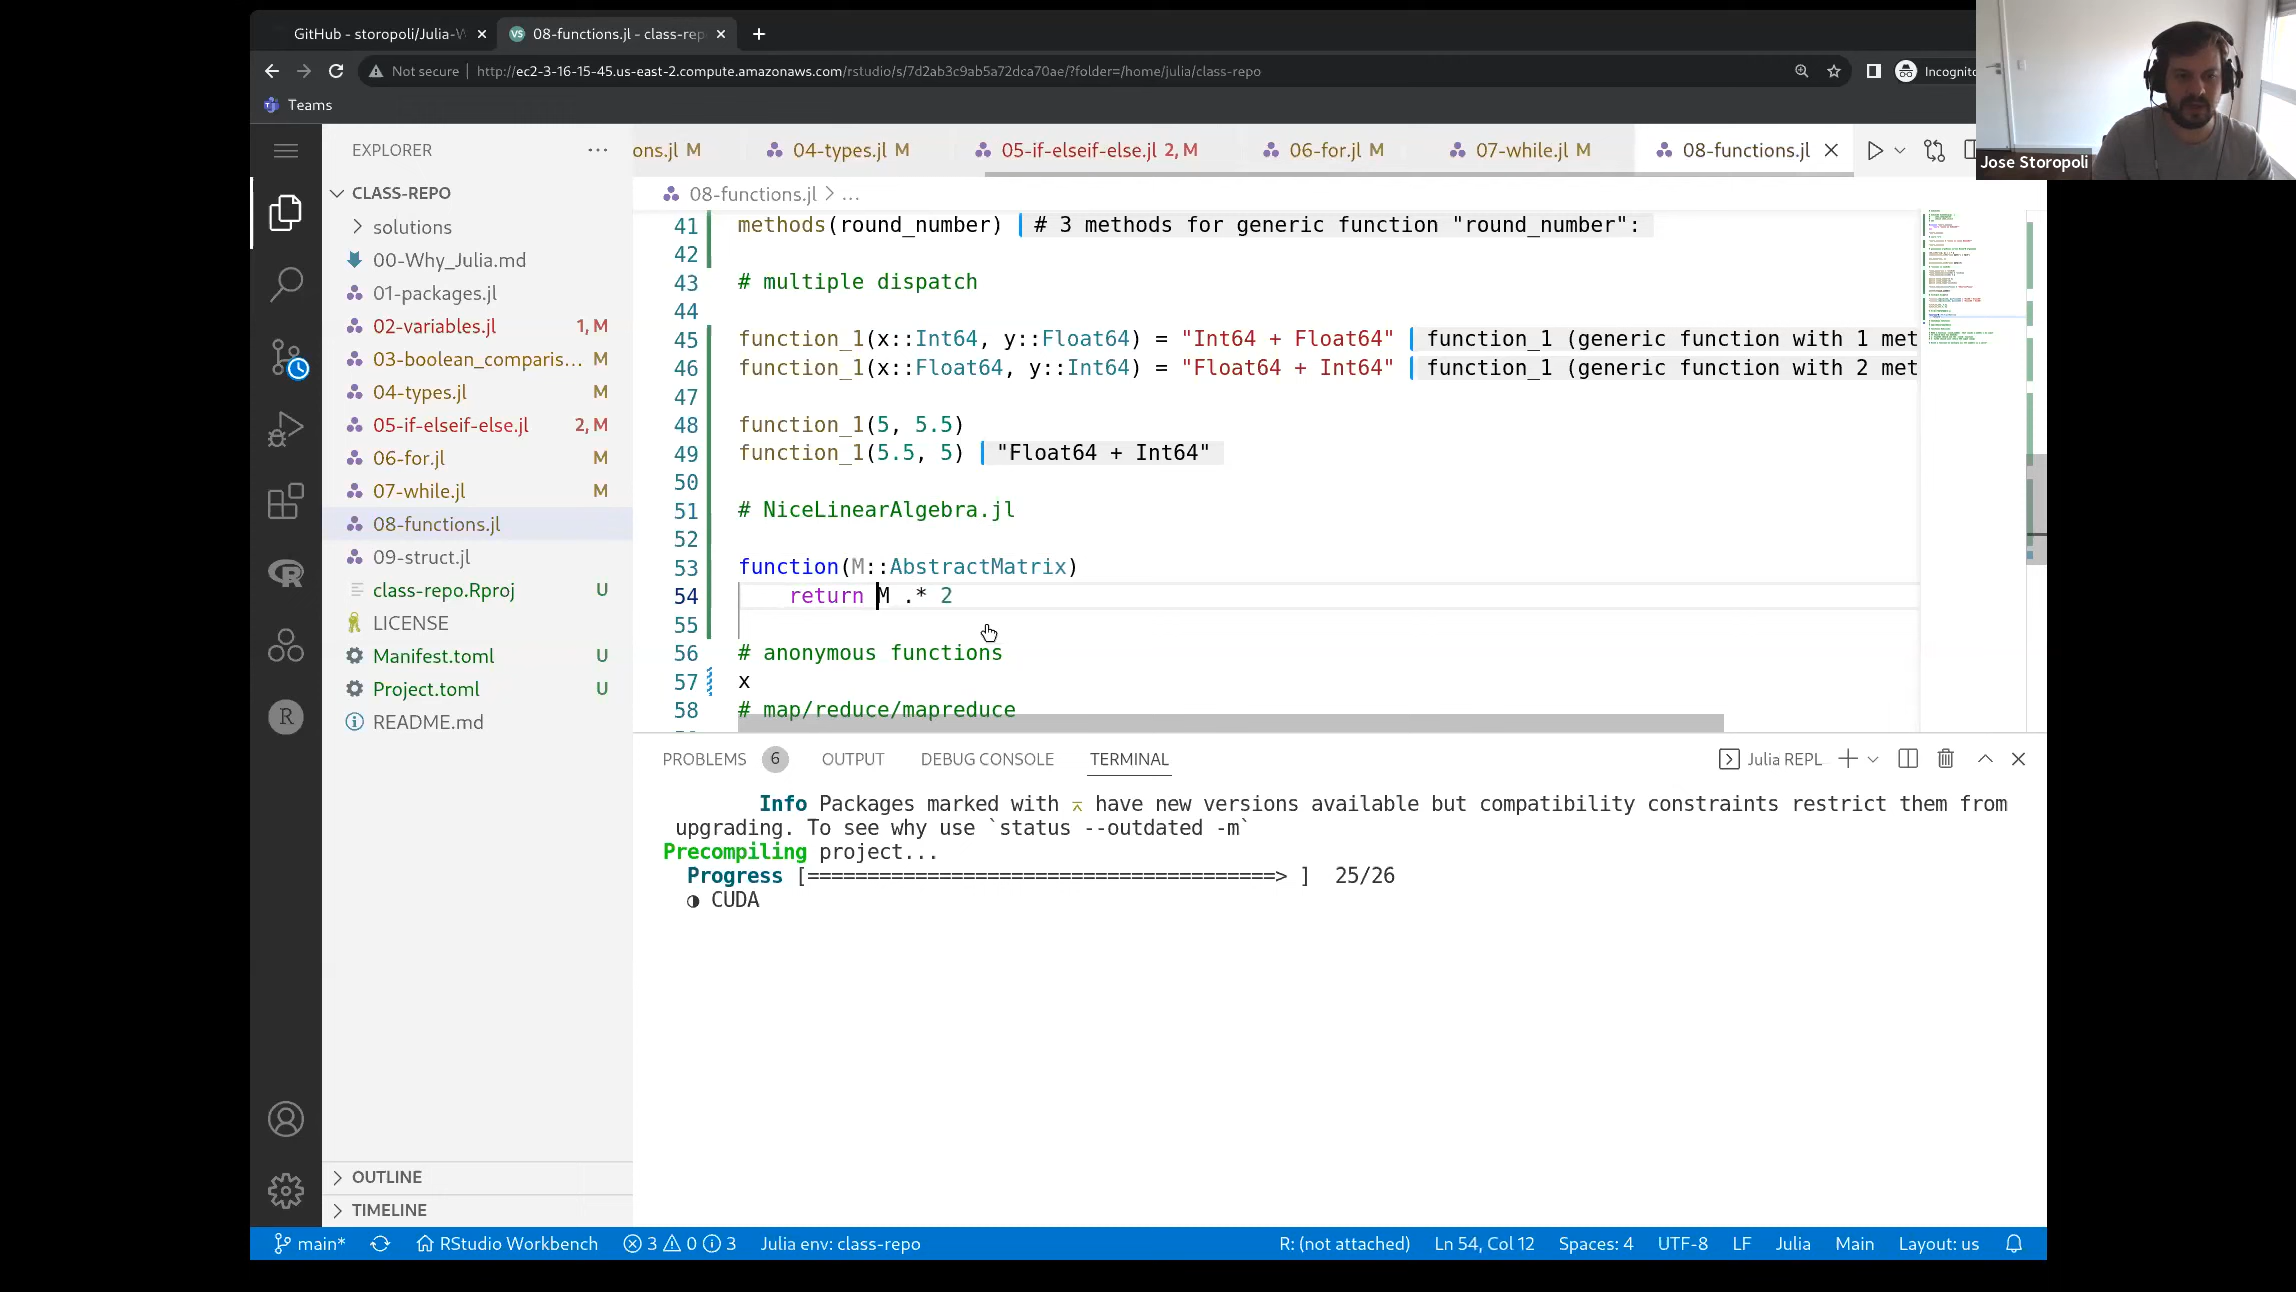 GitHub - storopoli/Julia-W
08-functions.jl - class-rep
Not secure
http://ec2-3-16-15-45.us-east-2.compute.amazonaws.com/rstudio/s/7d2ab3c9ab5a72dca70ae/?folder=/home/julia/class-repo
Incognito
Teams
Jose Storopoli
EXPLORER
ons.jl M
04-types.jl M
05-if-elseif-else.jl 2, M
06-for.jl M
07-while.jl M
08-functions.jl
CLASS-REPO
solutions
00-Why_Julia.md
01-packages.jl
02-variables.jl 1, M
03-boolean_comparis... M
04-types.jl M
05-if-elseif-else.jl 2, M
06-for.jl M
07-while.jl M
08-functions.jl
09-struct.jl
class-repo.Rproj U
LICENSE
Manifest.toml U
Project.toml U
README.md
OUTLINE
TIMELINE
08-functions.jl > ...
41 methods(round_number) # 3 methods for generic function "round_number":
42
43 # multiple dispatch
44
45 function_1(x::Int64, y::Float64) = "Int64 + Float64" function_1 (generic function with 1 met
46 function_1(x::Float64, y::Int64) = "Float64 + Int64" function_1 (generic function with 2 met
47
48 function_1(5, 5.5)
49 function_1(5.5, 5) "Float64 + Int64"
50
51 # NiceLinearAlgebra.jl
52
53 function(M::AbstractMatrix)
54 return M .* 2
55
56 # anonymous functions
57 x
58 # map/reduce/mapreduce
PROBLEMS 6
OUTPUT
DEBUG CONSOLE
TERMINAL
Julia REPL
Info Packages marked with ⌅ have new versions available but compatibility constraints restrict them from
upgrading. To see why use `status --outdated -m`
Precompiling project...
Progress [=======================================> ] 25/26
◑ CUDA
main*
RStudio Workbench
3 0 3
Julia env: class-repo
R: (not attached)
Ln 54, Col 12
Spaces: 4
UTF-8
LF
Julia
Main
Layout: us